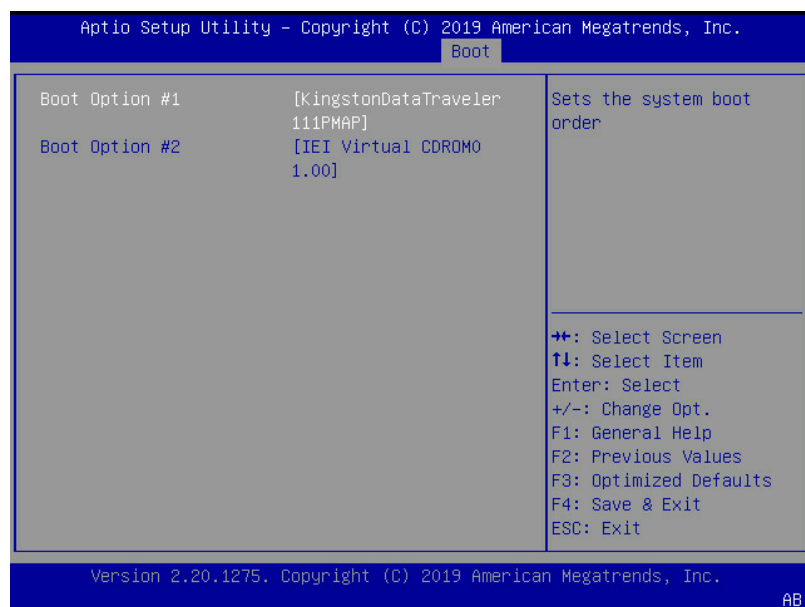 Aptio Setup Utility – Copyright (C) 2019 American Megatrends, Inc.
Boot
Boot Option #1 [KingstonDataTraveler
111PMAP]
Boot Option #2 [IEI Virtual CDROM0
1.00]
Sets the system boot
order
→←: Select Screen
↑↓: Select Item
Enter: Select
+/-: Change Opt.
F1: General Help
F2: Previous Values
F3: Optimized Defaults
F4: Save & Exit
ESC: Exit
Version 2.20.1275. Copyright (C) 2019 American Megatrends, Inc.
AB